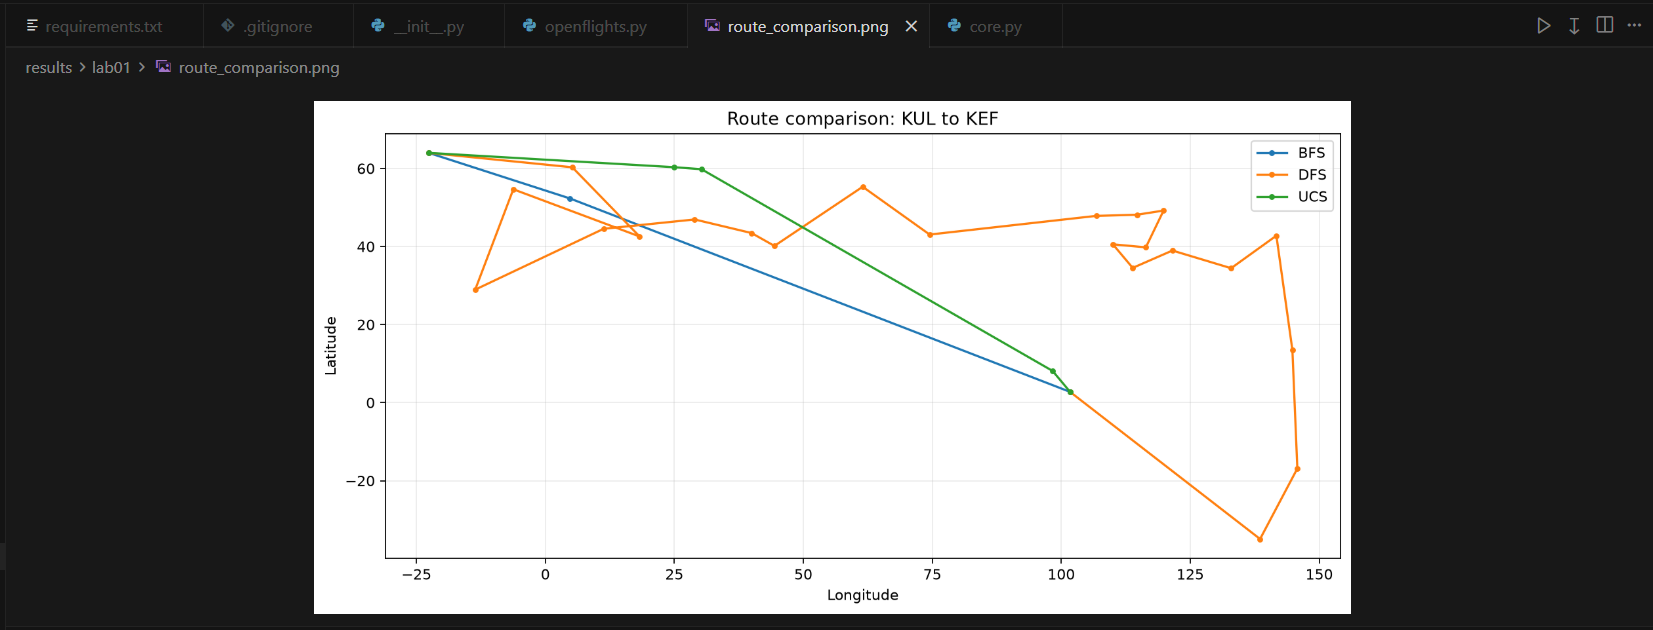 requirements.txt .gitignore __init__.py openflights.py route_comparison.png core.py
results > lab01 > route_comparison.png
Route comparison: KUL to KEF
BFS
DFS
UCS
60
40
20
0
−20
Latitude
−25 0 25 50 75 100 125 150
Longitude